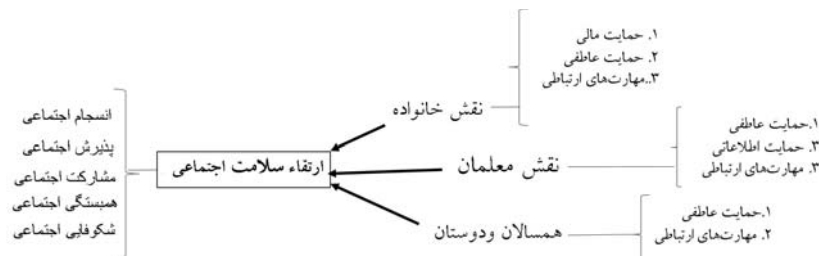 ۱. حمایت مالی
۲. حمایت عاطفی
۳..مهارت‌های ارتباطی
نقش خانواده
۱.حمایت عاطفی
۳. حمایت اطلاعاتی
۳. مهارت‌های ارتباطی
نقش معلمان
۱.حمایت عاطفی
۲. مهارت‌های ارتباطی
همسالان ودوستان
ارتقاء سلامت اجتماعی
انسجام اجتماعی
پذیرش اجتماعی
مشارکت اجتماعی
همبستگی اجتماعی
شکوفایی اجتماعی